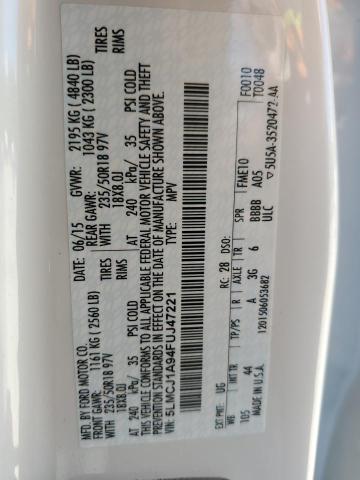 MFD. BY FORD MOTOR CO.
DATE: 06/15 GVWR: 2195 KG ( 4840 LB)
FRONT GAWR: 1161 KG ( 2560 LB) REAR GAWR: 1043 KG ( 2300 LB)
WITH 235/50R18 97V TIRES WITH 235/50R18 97V TIRES
18X8.0J RIMS 18X8.0J RIMS
AT 240 kPa/ 35 PSI COLD AT 240 kPa/ 35 PSI COLD
THIS VEHICLE CONFORMS TO ALL APPLICABLE FEDERAL MOTOR VEHICLE SAFETY AND THEFT
PREVENTION STANDARDS IN EFFECT ON THE DATE OF MANUFACTURE SHOWN ABOVE.
VIN: 5LMCJ1A94FUJ47221 TYPE: MPV
F0010
T0048
EXT PNT: UG RC: 28 DSO: FME10
WB INT TR TP/PS R AXLE TR SPR
105 44 A 3G 6 BBBB A05
MADE IN U.S.A. 1201506053682 ULC 5U5A-3520472-AA